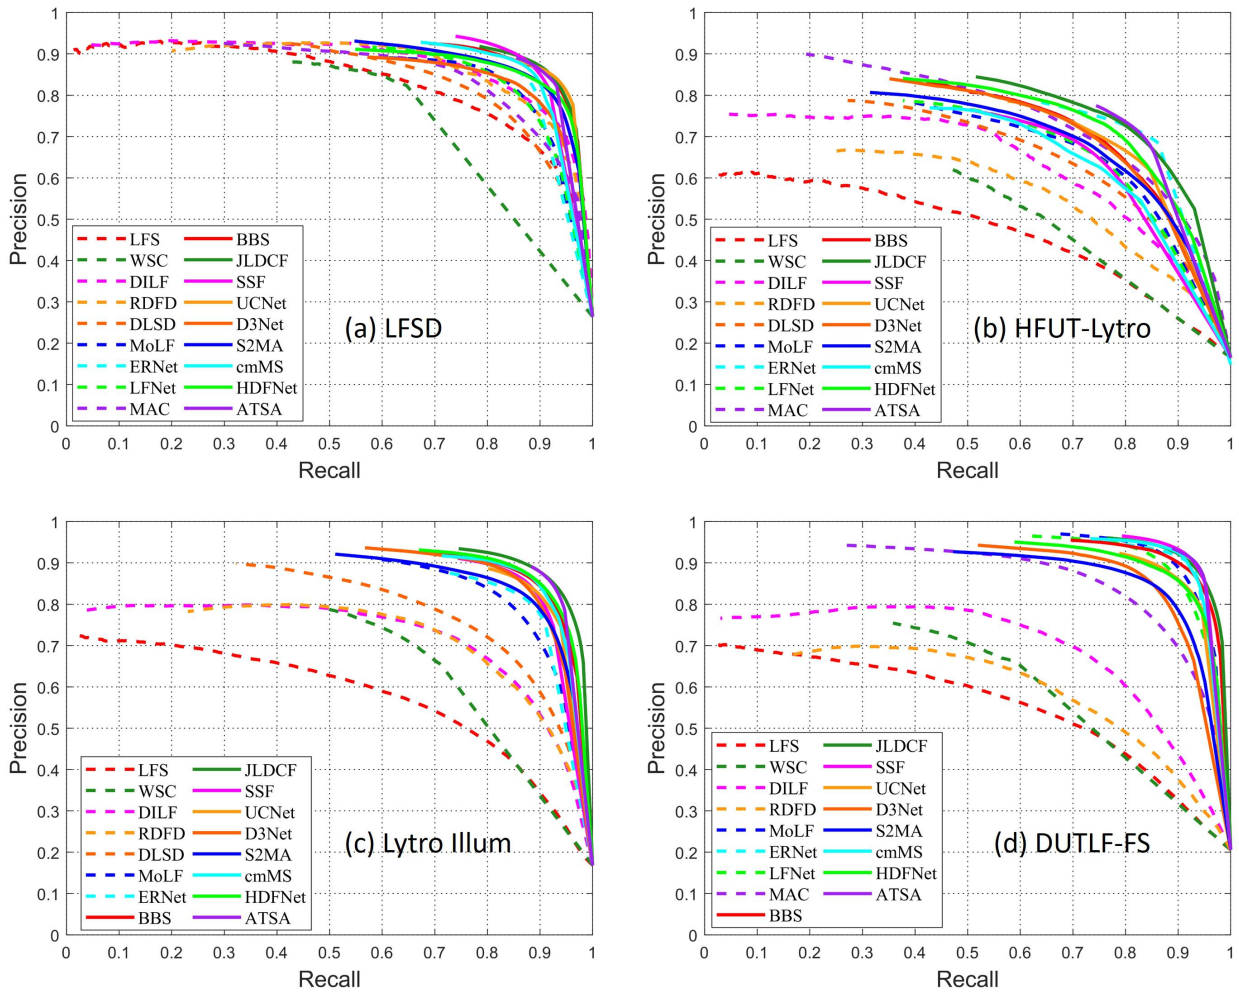 1
0.9
0.8
0.7
0.6
0.5
0.4
0.3
0.2
0.1
0
Precision
LFS BBS
WSC JLDCF
DILF SSF
RDFD UCNet
DLSD D3Net
MoLF S2MA
ERNet cmMS
LFNet HDFNet
MAC ATSA
(a) LFSD
0 0.1 0.2 0.3 0.4 0.5 0.6 0.7 0.8 0.9 1
Recall
1
0.9
0.8
0.7
0.6
0.5
0.4
0.3
0.2
0.1
0
Precision
LFS BBS
WSC JLDCF
DILF SSF
RDFD UCNet
DLSD D3Net
MoLF S2MA
ERNet cmMS
LFNet HDFNet
MAC ATSA
(b) HFUT-Lytro
0 0.1 0.2 0.3 0.4 0.5 0.6 0.7 0.8 0.9 1
Recall
1
0.9
0.8
0.7
0.6
0.5
0.4
0.3
0.2
0.1
0
Precision
LFS JLDCF
WSC SSF
DILF UCNet
RDFD D3Net
DLSD S2MA
MoLF cmMS
ERNet HDFNet
BBS ATSA
(c) Lytro Illum
0 0.1 0.2 0.3 0.4 0.5 0.6 0.7 0.8 0.9 1
Recall
1
0.9
0.8
0.7
0.6
0.5
0.4
0.3
0.2
0.1
0
Precision
LFS JLDCF
WSC SSF
DILF UCNet
RDFD D3Net
MoLF S2MA
ERNet cmMS
LFNet HDFNet
MAC ATSA
BBS
(d) DUTLF-FS
0 0.1 0.2 0.3 0.4 0.5 0.6 0.7 0.8 0.9 1
Recall